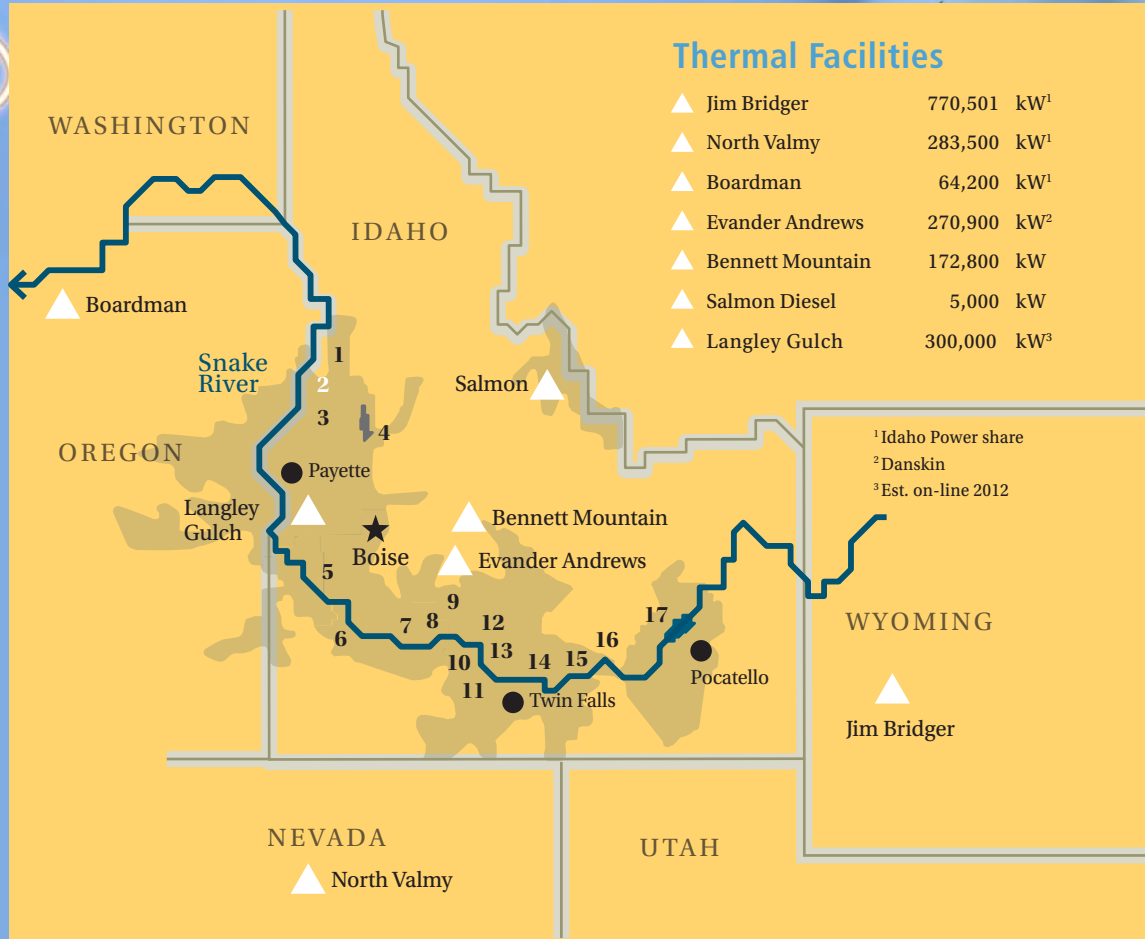 Thermal Facilities
Jim Bridger 770,501 kW¹
North Valmy 283,500 kW¹
Boardman 64,200 kW¹
Evander Andrews 270,900 kW²
Bennett Mountain 172,800 kW
Salmon Diesel 5,000 kW
Langley Gulch 300,000 kW³
¹ Idaho Power share
² Danskin
³ Est. on-line 2012
WASHINGTON
IDAHO
Boardman
Snake
River
1
2
3
4
Salmon
OREGON
Payette
Langley
Gulch
Boise
Bennett Mountain
Evander Andrews
5
6
7
8
9
10
11
12
13
14
15
16
17
Twin Falls
Pocatello
WYOMING
Jim Bridger
NEVADA
North Valmy
UTAH